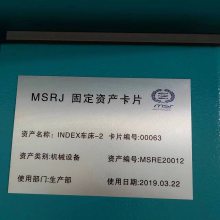 MSRJ 固定资产卡片
msr
资产名称: INDEX车床-2 卡片编号:00063
资产类别:机械设备 资产编号:MSRE20012
使用部门:生产部 使用日期:2019.03.22